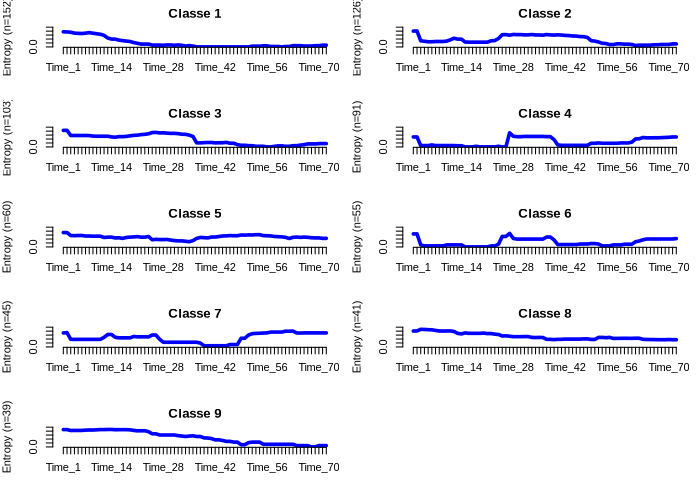 Classe 1
Entropy (n=152)
0.0
Time_1 Time_14 Time_28 Time_42 Time_56 Time_70
Classe 2
Entropy (n=126)
0.0
Time_1 Time_14 Time_28 Time_42 Time_56 Time_70
Classe 3
Entropy (n=103)
0.0
Time_1 Time_14 Time_28 Time_42 Time_56 Time_70
Classe 4
Entropy (n=91)
0.0
Time_1 Time_14 Time_28 Time_42 Time_56 Time_70
Classe 5
Entropy (n=60)
0.0
Time_1 Time_14 Time_28 Time_42 Time_56 Time_70
Classe 6
Entropy (n=55)
0.0
Time_1 Time_14 Time_28 Time_42 Time_56 Time_70
Classe 7
Entropy (n=45)
0.0
Time_1 Time_14 Time_28 Time_42 Time_56 Time_70
Classe 8
Entropy (n=41)
0.0
Time_1 Time_14 Time_28 Time_42 Time_56 Time_70
Classe 9
Entropy (n=39)
0.0
Time_1 Time_14 Time_28 Time_42 Time_56 Time_70